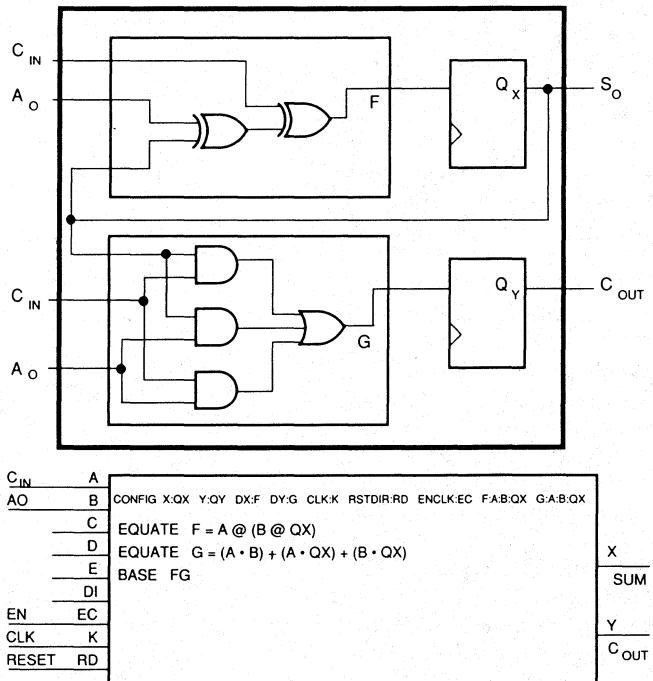 C IN
A O
F
Q X
S O
C IN
A O
G
Q Y
C OUT
C IN A
AO B
C
D
E
DI
EN EC
CLK K
RESET RD
CONFIG X:QX Y:QY DX:F DY:G CLK:K RSTDIR:RD ENCLK:EC F:A:B:QX G:A:B:QX
EQUATE F = A @ (B @ QX)
EQUATE G = (A • B) + (A • QX) + (B • QX)
BASE FG
X
SUM
Y
C OUT